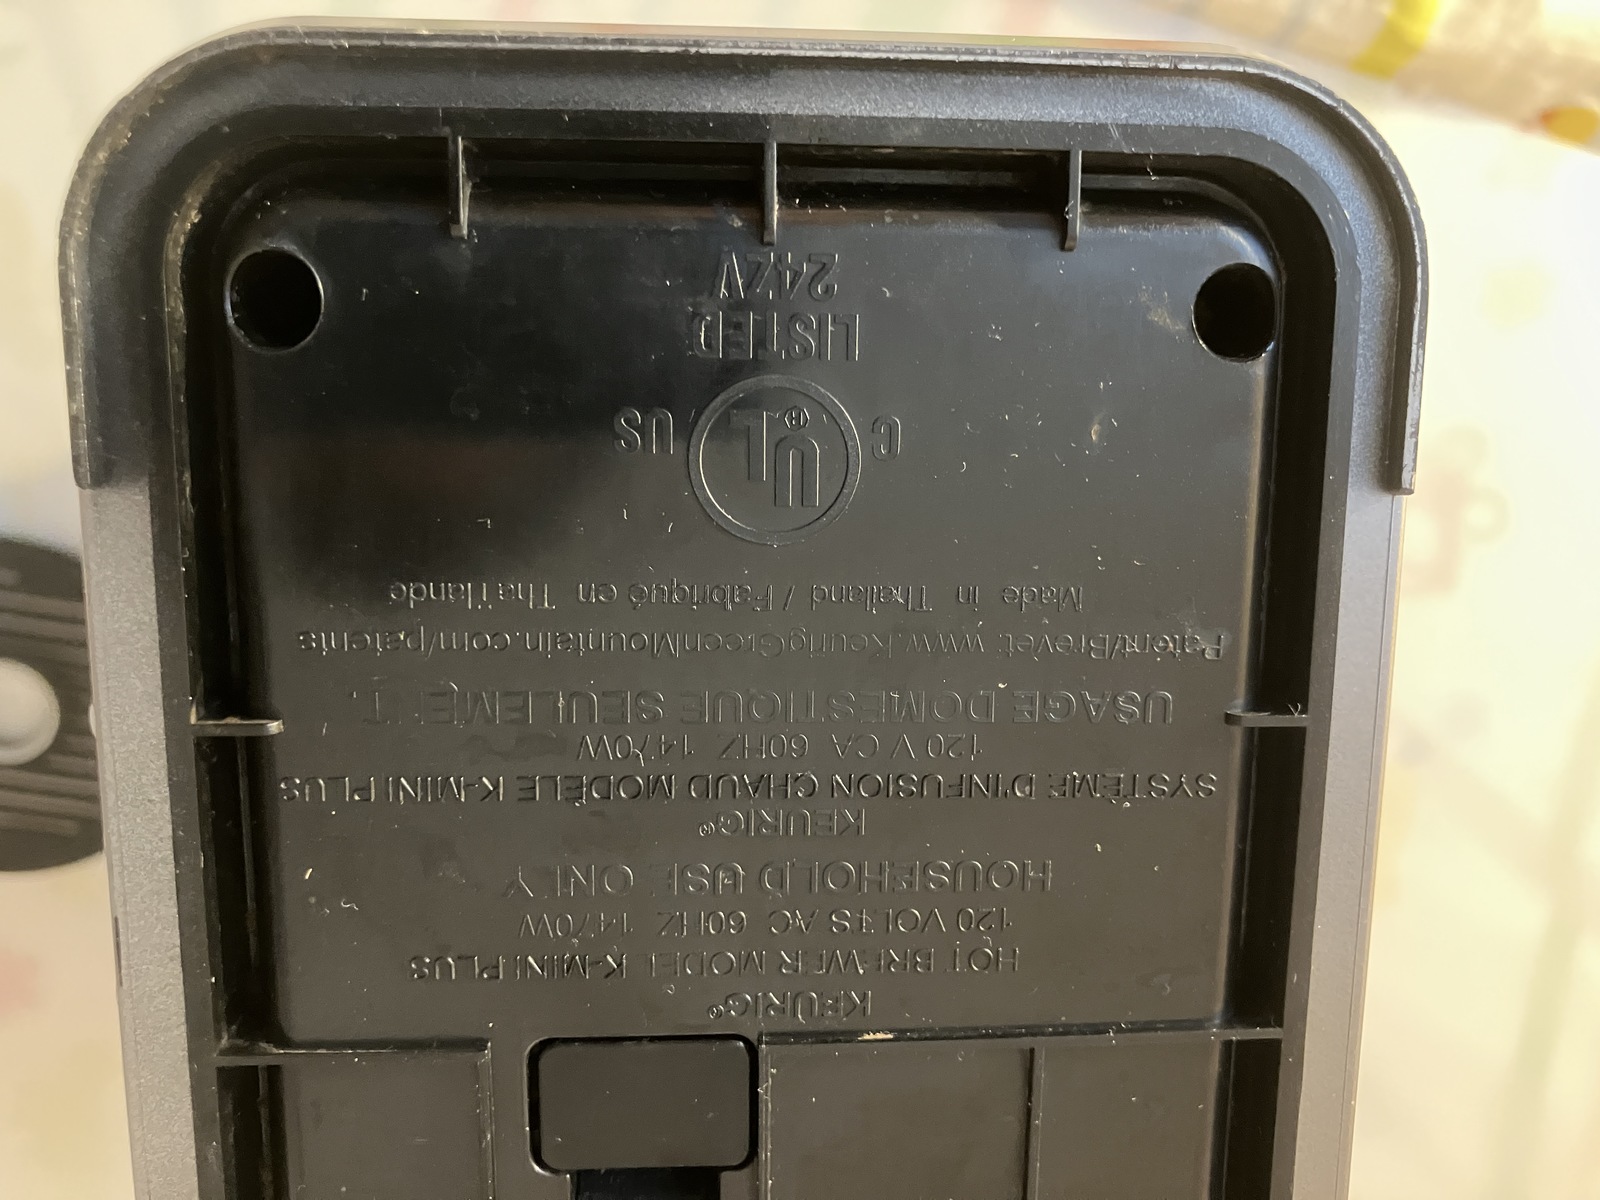 KEURIG®
HOT BREWER MODEL K-MINI PLUS
120 VOLTS AC 60HZ 1470W
HOUSEHOLD USE ONLY
KEURIG®
SYSTÈME D'INFUSION CHAUD MODÈLE K-MINI PLUS
120 V CA 60HZ 1470W
USAGE DOMESTIQUE SEULEMENT.
Patent/Brevet: www.KeurigGreenMountain.com/patents
Made in Thailand / Fabriqué en Thaïlande
C UL® US
LISTED
24ZV